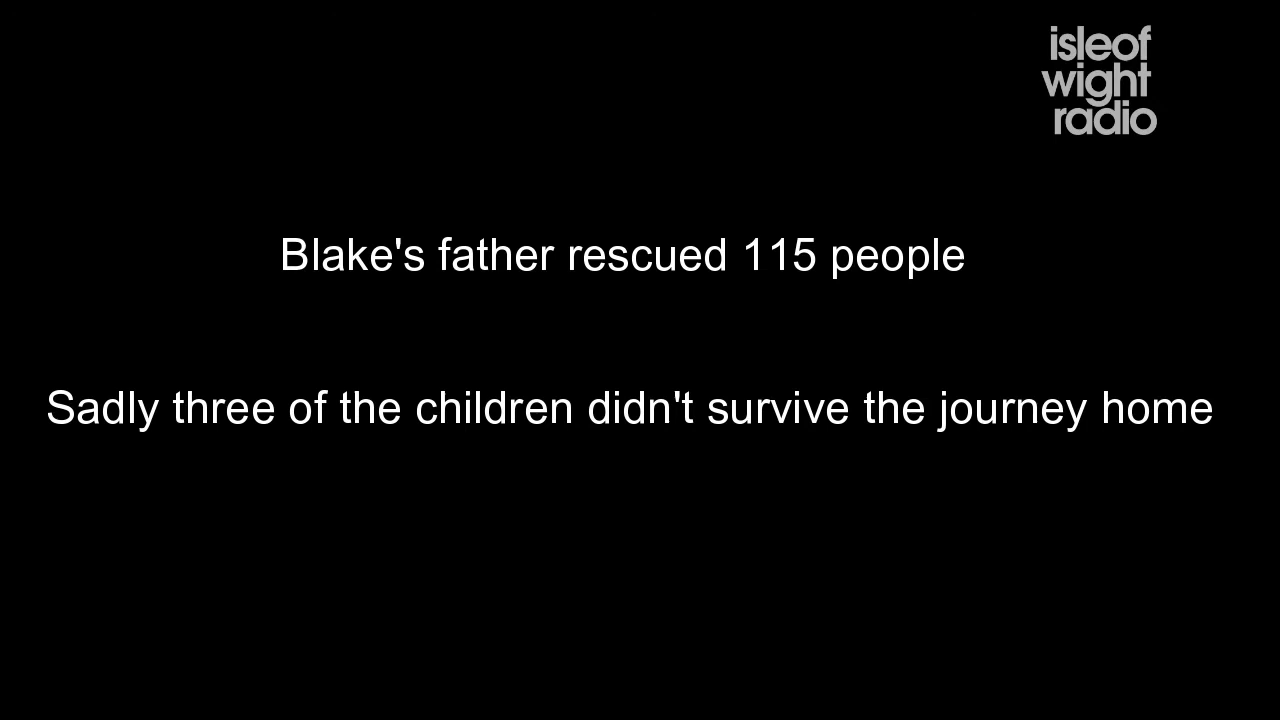 isleof
wight
radio
Blake's father rescued 115 people
Sadly three of the children didn't survive the journey home